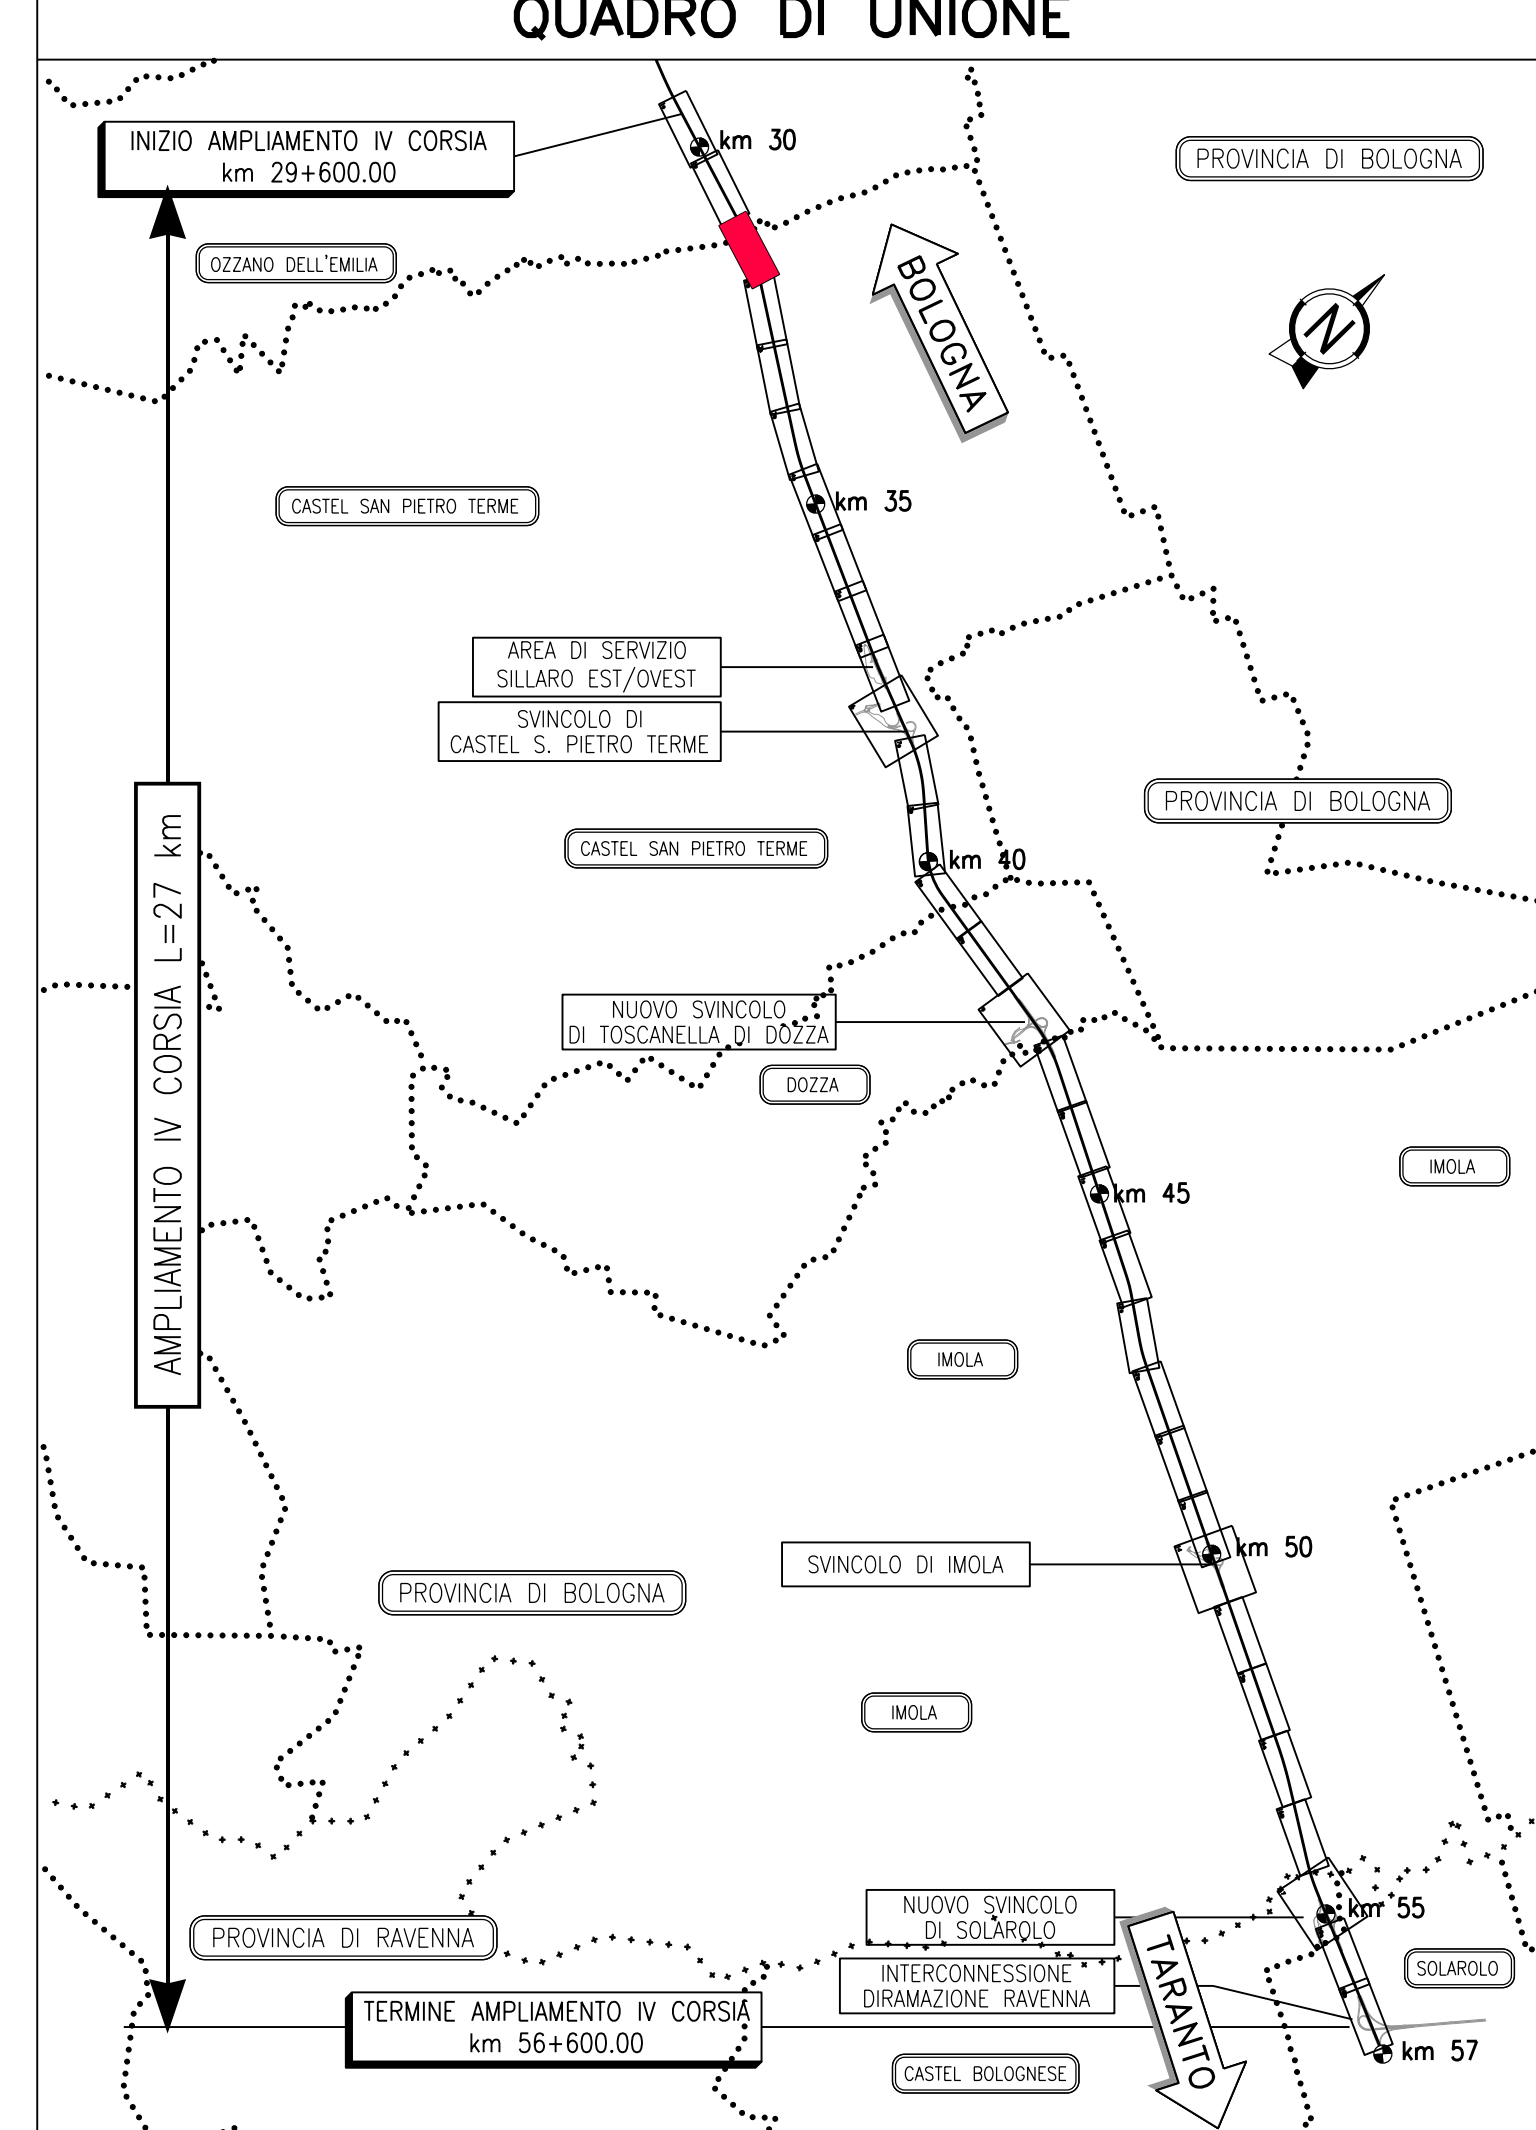 QUADRO DI UNIONE
INIZIO AMPLIAMENTO IV CORSIA
km 29+600.00
km 30
PROVINCIA DI BOLOGNA
OZZANO DELL'EMILIA
BOLOGNA
N
CASTEL SAN PIETRO TERME
km 35
AREA DI SERVIZIO
SILLARO EST/OVEST
SVINCOLO DI
CASTEL S. PIETRO TERME
PROVINCIA DI BOLOGNA
CASTEL SAN PIETRO TERME
km 40
AMPLIAMENTO IV CORSIA L=27 km
NUOVO SVINCOLO
DI TOSCANELLA DI DOZZA
DOZZA
IMOLA
km 45
IMOLA
km 50
SVINCOLO DI IMOLA
PROVINCIA DI BOLOGNA
IMOLA
NUOVO SVINCOLO
DI SOLAROLO
km 55
PROVINCIA DI RAVENNA
SOLAROLO
INTERCONNESSIONE
DIRAMAZIONE RAVENNA
TARANTO
TERMINE AMPLIAMENTO IV CORSIA
km 56+600.00
km 57
CASTEL BOLOGNESE